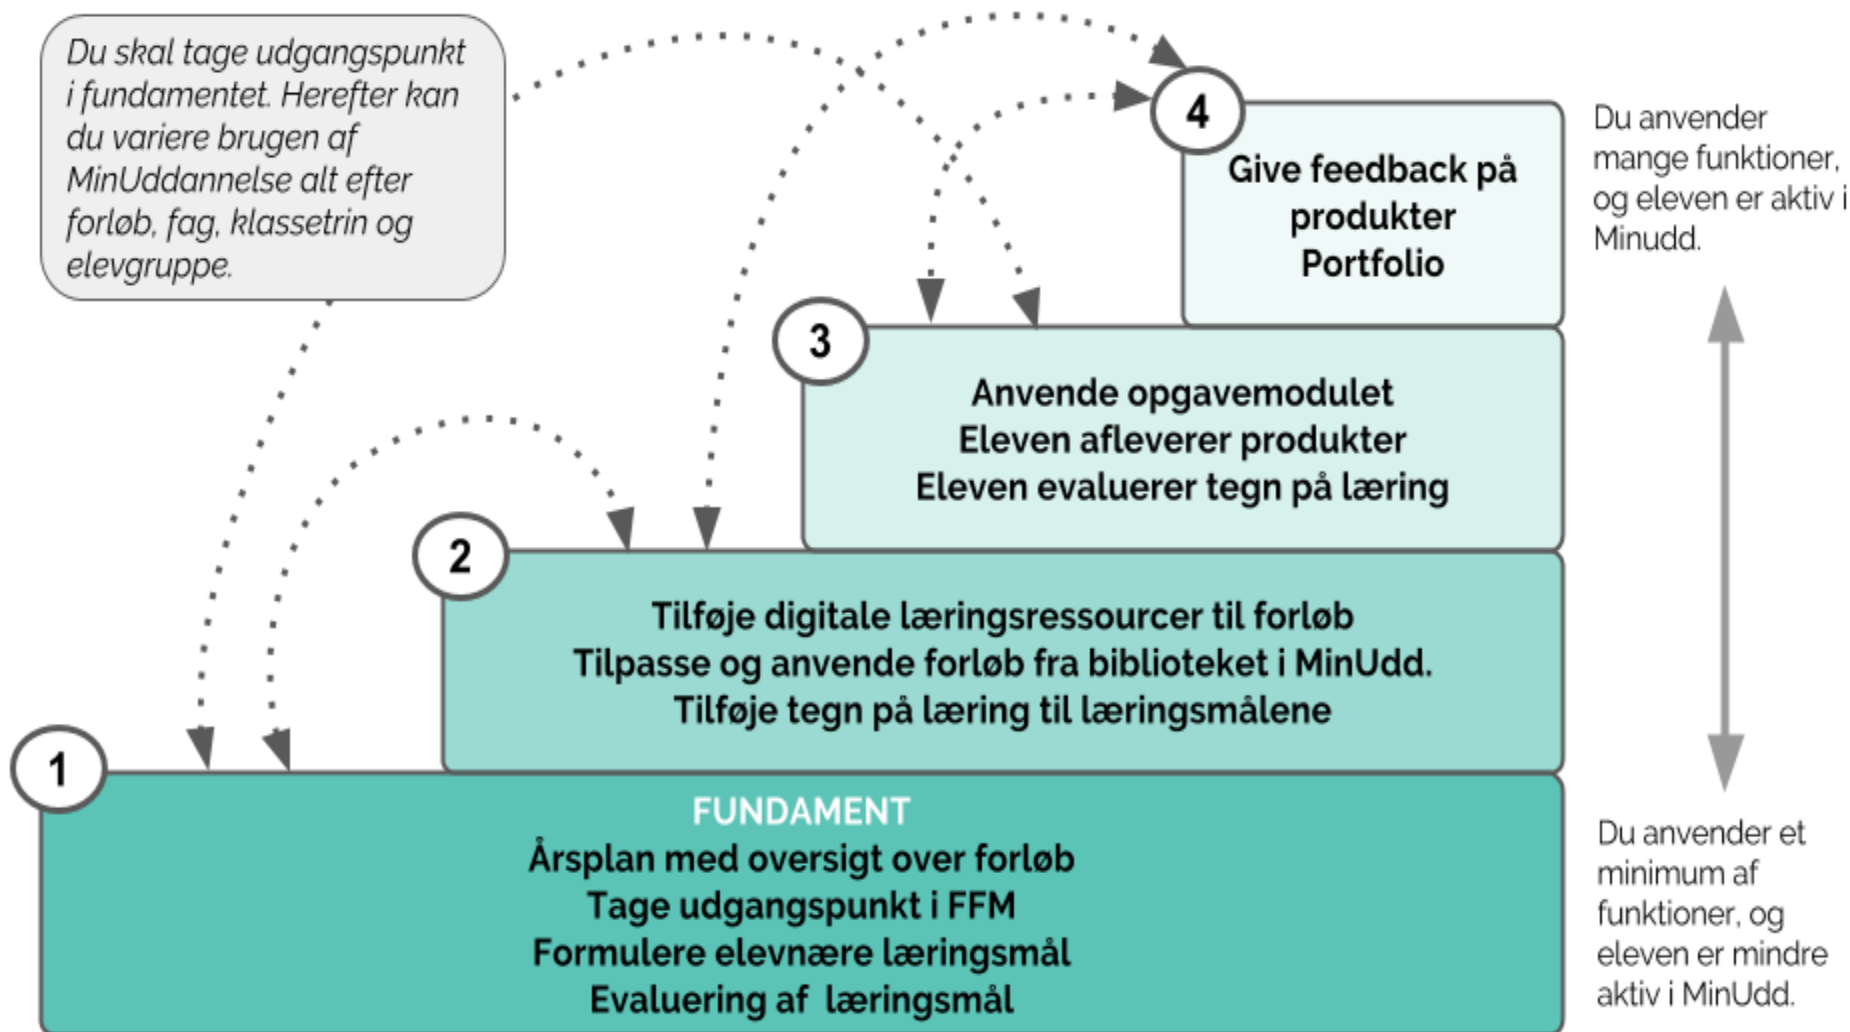 Du skal tage udgangspunkt
i fundamentet. Herefter kan
du variere brugen af
MinUddannelse alt efter
forløb, fag, klassetrin og
elevgruppe.
4
Give feedback på
produkter
Portfolio
Du anvender
mange funktioner,
og eleven er aktiv i
Minudd.
3
Anvende opgavemodulet
Eleven afleverer produkter
Eleven evaluerer tegn på læring
2
Tilføje digitale læringsressourcer til forløb
Tilpasse og anvende forløb fra biblioteket i MinUdd.
Tilføje tegn på læring til læringsmålene
1
FUNDAMENT
Årsplan med oversigt over forløb
Tage udgangspunkt i FFM
Formulere elevnære læringsmål
Evaluering af læringsmål
Du anvender et
minimum af
funktioner, og
eleven er mindre
aktiv i MinUdd.